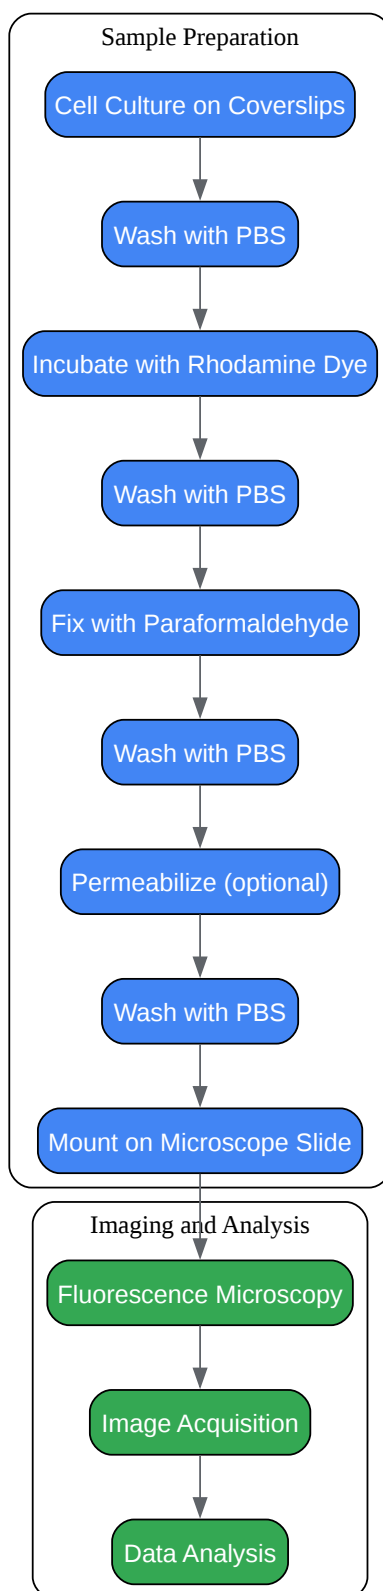 Sample Preparation
Cell Culture on Coverslips
Wash with PBS
Incubate with Rhodamine Dye
Wash with PBS
Fix with Paraformaldehyde
Wash with PBS
Permeabilize (optional)
Wash with PBS
Mount on Microscope Slide
Imaging and Analysis
Fluorescence Microscopy
Image Acquisition
Data Analysis